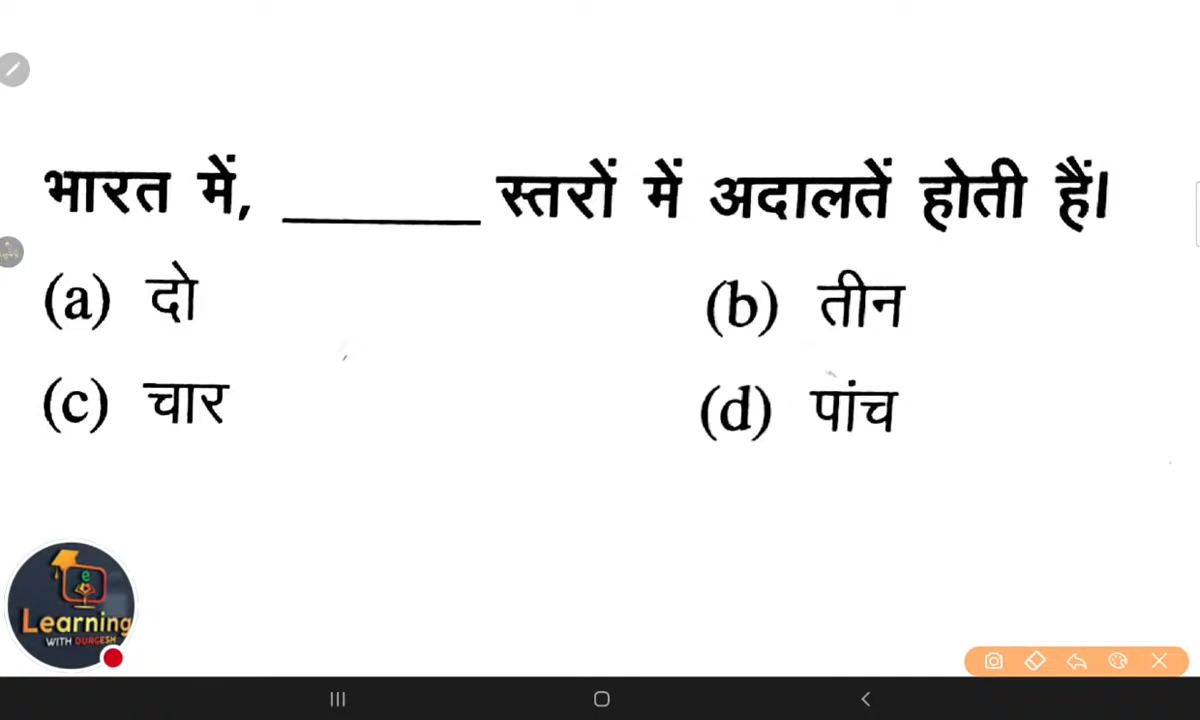 भारत में, ______ स्तरों में अदालतें होती हैं।
(a) दो (b) तीन
(c) चार (d) पांच
e
Learning
WITH DURGESH